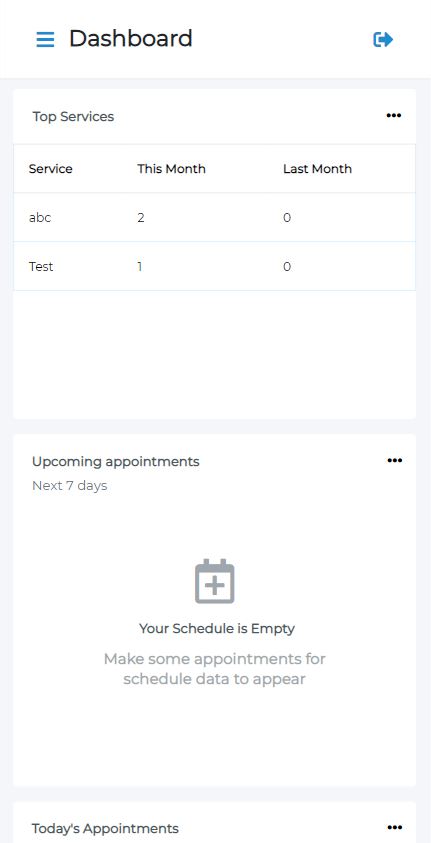 Dashboard
Top Services
Service This Month Last Month
abc 2 0
Test 1 0
Upcoming appointments
Next 7 days
Your Schedule is Empty
Make some appointments for
schedule data to appear
Today's Appointments